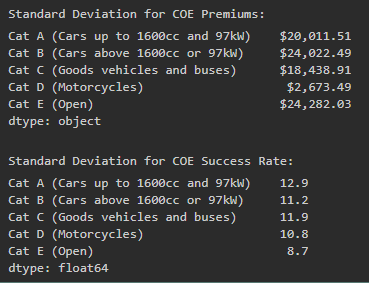 Standard Deviation for COE Premiums:
Cat A (Cars up to 1600cc and 97kW) $20,011.51
Cat B (Cars above 1600cc or 97kW) $24,022.49
Cat C (Goods vehicles and buses) $18,438.91
Cat D (Motorcycles) $2,673.49
Cat E (Open) $24,282.03
dtype: object
Standard Deviation for COE Success Rate:
Cat A (Cars up to 1600cc and 97kW) 12.9
Cat B (Cars above 1600cc or 97kW) 11.2
Cat C (Goods vehicles and buses) 11.9
Cat D (Motorcycles) 10.8
Cat E (Open) 8.7
dtype: float64